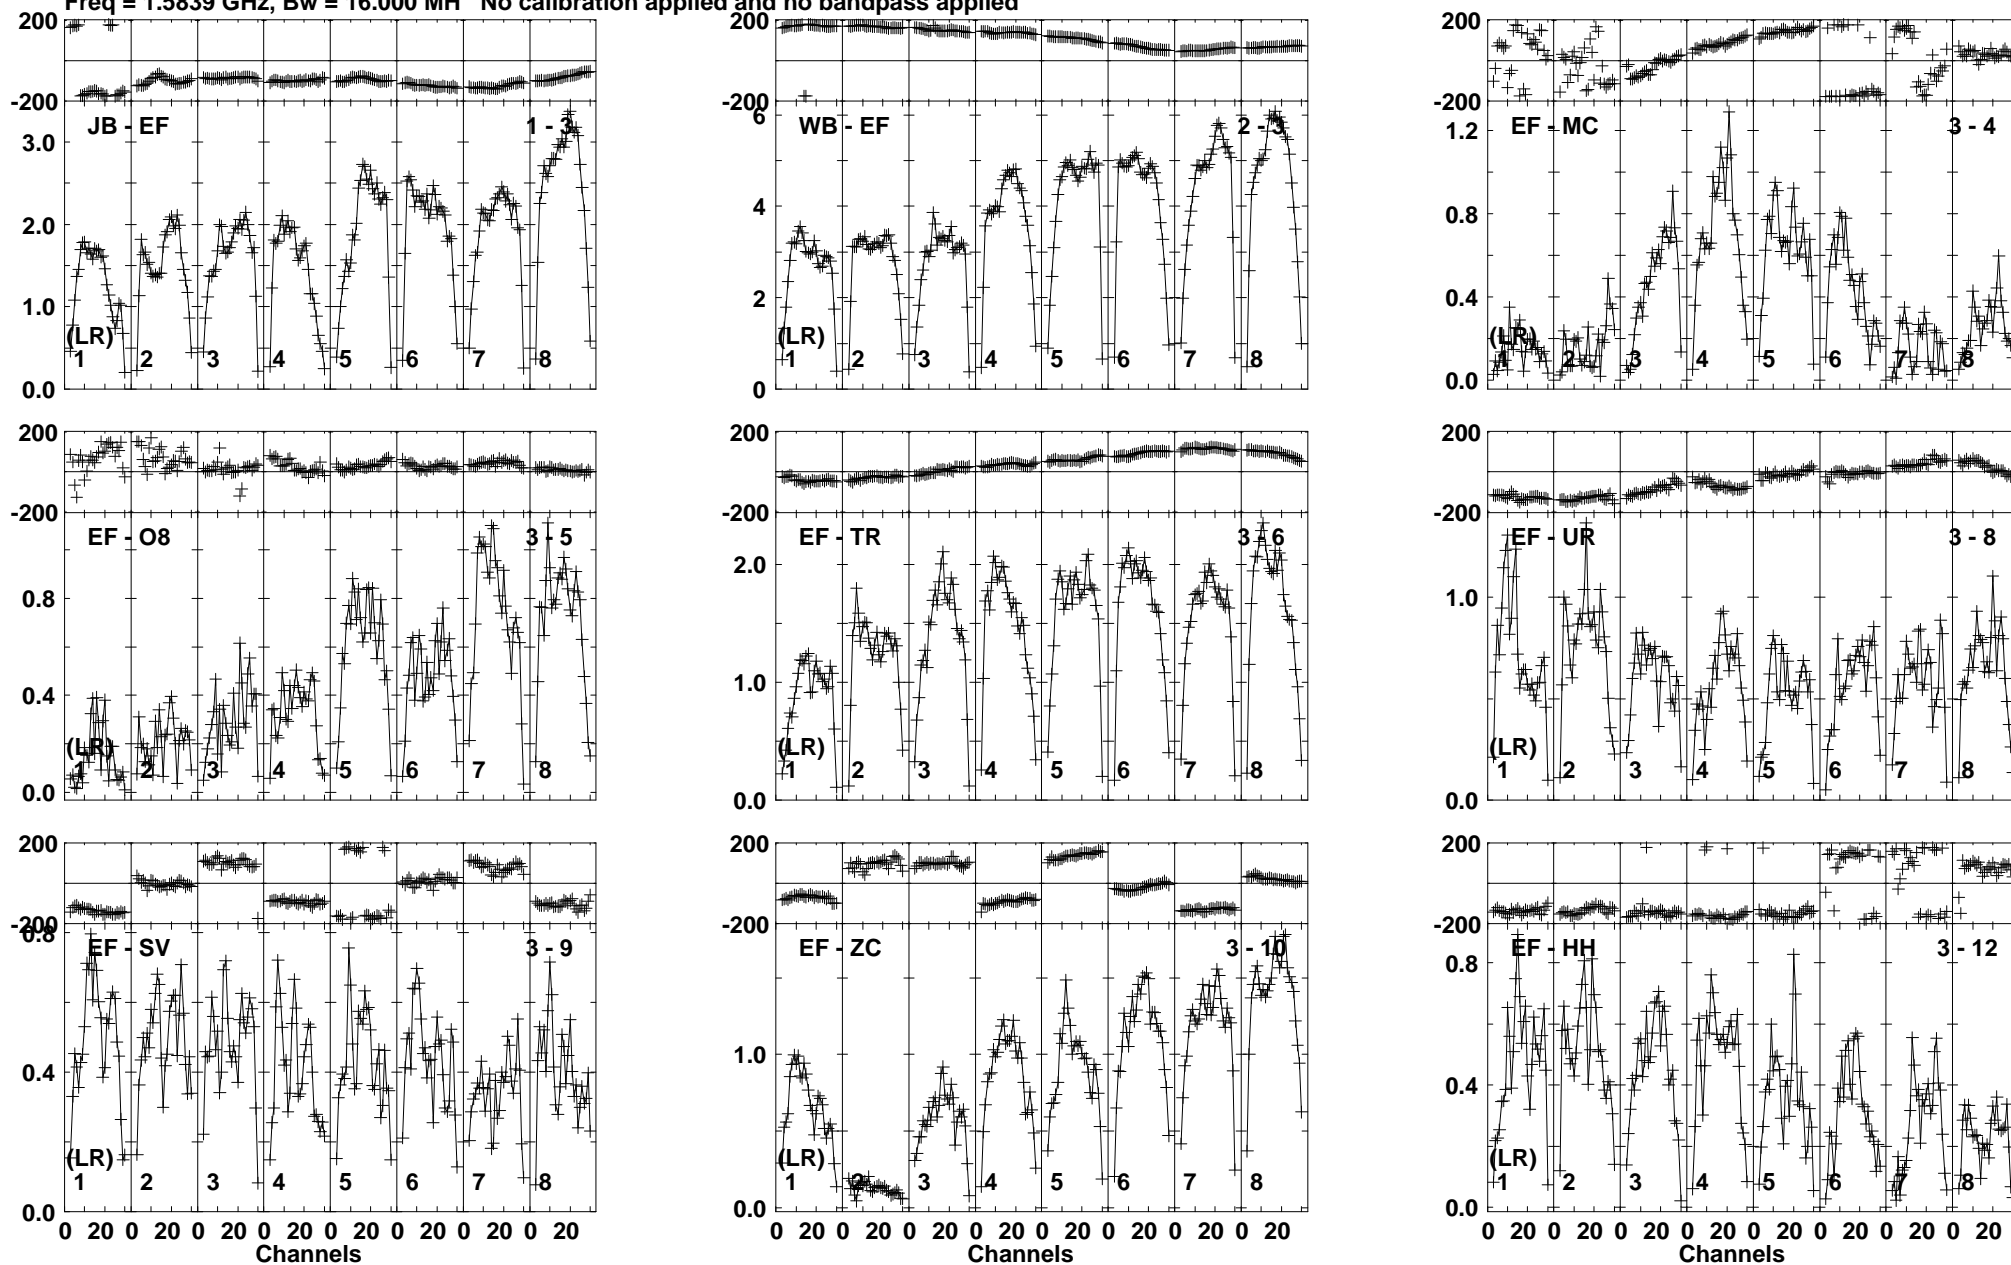 Freq = 1.5839 GHz, Bw = 16.000 MH No calibration applied and no bandpass applied
200 200 200
-200 -200 -200
JB - EF 1 - 3 WB - EF 2 - 3 EF - MC 3 - 4
3.0 6 1.2
2.0 4 0.8
1.0 2 0.4
(LR) (LR) (LR)
1 2 3 4 5 6 7 8 1 2 3 4 5 6 7 8 1 2 3 4 5 6 7 8
0.0 0 0.0
200 200 200
-200 -200 -200
EF - O8 3 - 5 EF - TR 3 - 6 EF - UR 3 - 8
0.8 2.0 1.0
0.4 1.0
(LR) (LR) (LR)
1 2 3 4 5 6 7 8 1 2 3 4 5 6 7 8 1 2 3 4 5 6 7 8
0.0 0.0 0.0
200 200 200
-200 -200 -200
0.8
EF - SV 3 - 9 EF - ZC 3 - 10 EF - HH 3 - 12
0.8
0.4 1.0 0.4
(LR) (LR) (LR)
1 2 3 4 5 6 7 8 1 2 3 4 5 6 7 8 1 2 3 4 5 6 7 8
0.0 0.0 0.0
0 20 0 20 0 20 0 20 0 20 0 20 0 20 0 20 0 20 0 20 0 20 0 20 0 20 0 20 0 20 0 20 0 20 0 20 0 20 0 20 0 20 0 20 0 20 0 20
Channels Channels Channels